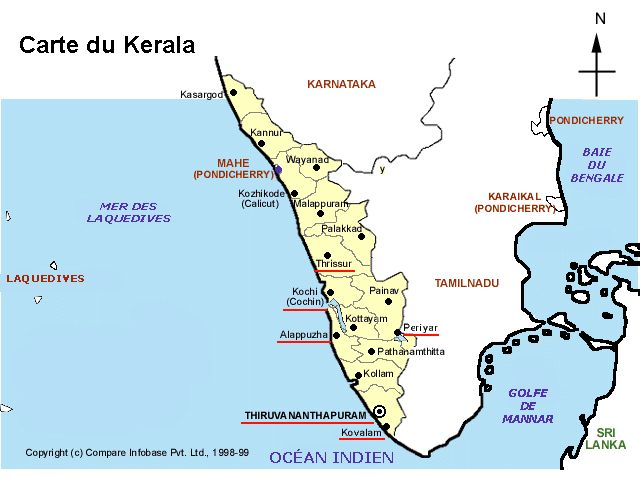 N
Carte du Kerala
KARNATAKA
Kasargod
PONDICHERRY
Kannur
BAIE
DU
BENGALE
Wayanad
MAHE
(PONDICHERRY)
y
Kozhikode
(Calicut)
Malappuram
KARAIKAL
(PONDICHERRY)
MER DES
LAQUEDIVES
Palakkad
Thrissur
LAQUEDIVES
TAMILNADU
Kochi
(Cochin)
Painav
Kottayam
Periyar
Alappuzha
Pathanamthitta
Kollam
GOLFE
DE
MANNAR
THIRUVANANTHAPURAM
Kovalam
SRI
LANKA
Copyright (c) Compare Infobase Pvt. Ltd., 1998-99
OCÉAN INDIEN